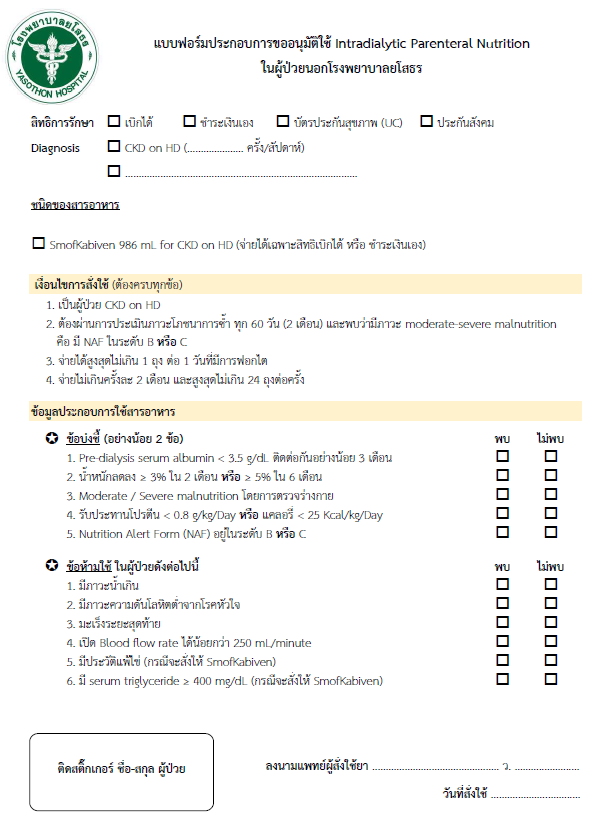 โรงพยาบาลยโสธร
YASOTHON HOSPITAL
แบบฟอร์มประกอบการขออนุมัติใช้ Intradialytic Parenteral Nutrition
ในผู้ป่วยนอกโรงพยาบาลยโสธร
สิทธิการรักษา ☐ เบิกได้ ☐ ชำระเงินเอง ☐ บัตรประกันสุขภาพ (UC) ☐ ประกันสังคม
Diagnosis ☐ CKD on HD (..................... ครั้ง/สัปดาห์)
☐ .......................................................................................
ชนิดของสารอาหาร
☐ SmofKabiven 986 mL for CKD on HD (จ่ายได้เฉพาะสิทธิเบิกได้ หรือ ชำระเงินเอง)
เงื่อนไขการสั่งใช้ (ต้องครบทุกข้อ)
1. เป็นผู้ป่วย CKD on HD
2. ต้องผ่านการประเมินภาวะโภชนาการซ้ำ ทุก 60 วัน (2 เดือน) และพบว่ามีภาวะ moderate-severe malnutrition
คือ มี NAF ในระดับ B หรือ C
3. จ่ายได้สูงสุดไม่เกิน 1 ถุง ต่อ 1 วันที่มีการฟอกไต
4. จ่ายไม่เกินครั้งละ 2 เดือน และสูงสุดไม่เกิน 24 ถุงต่อครั้ง
ข้อมูลประกอบการใช้สารอาหาร
✪ ข้อบ่งชี้ (อย่างน้อย 2 ข้อ) พบ ไม่พบ
1. Pre-dialysis serum albumin < 3.5 g/dL ติดต่อกันอย่างน้อย 3 เดือน ☐ ☐
2. น้ำหนักลดลง ≥ 3% ใน 2 เดือน หรือ ≥ 5% ใน 6 เดือน ☐ ☐
3. Moderate / Severe malnutrition โดยการตรวจร่างกาย ☐ ☐
4. รับประทานโปรตีน < 0.8 g/kg/Day หรือ แคลอรี่ < 25 Kcal/kg/Day ☐ ☐
5. Nutrition Alert Form (NAF) อยู่ในระดับ B หรือ C ☐ ☐
✪ ข้อห้ามใช้ ในผู้ป่วยดังต่อไปนี้ พบ ไม่พบ
1. มีภาวะน้ำเกิน ☐ ☐
2. มีภาวะความดันโลหิตต่ำจากโรคหัวใจ ☐ ☐
3. มะเร็งระยะสุดท้าย ☐ ☐
4. เปิด Blood flow rate ได้น้อยกว่า 250 mL/minute ☐ ☐
5. มีประวัติแพ้ไข่ (กรณีจะสั่งให้ SmofKabiven) ☐ ☐
6. มี serum triglyceride ≥ 400 mg/dL (กรณีจะสั่งให้ SmofKabiven) ☐ ☐
ติดสติ๊กเกอร์ ชื่อ-สกุล ผู้ป่วย
ลงนามแพทย์ผู้สั่งใช้ยา ............................................... ว. ........................
วันที่สั่งใช้ .................................